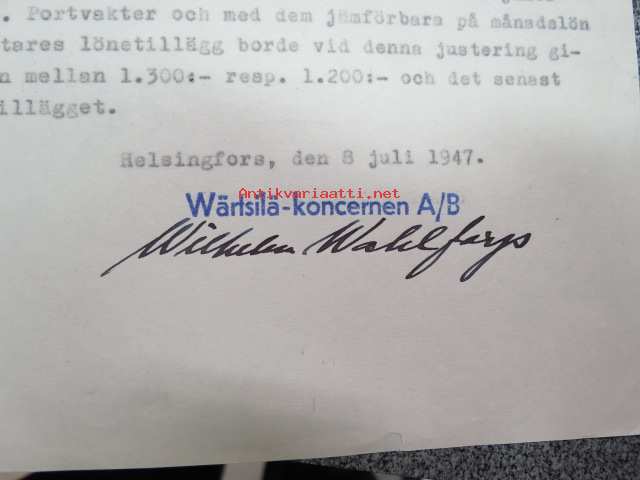 . Portvakter och med dem jämförbara på månadslön
tares lönetillägg borde vid denna justering gi-
n mellan 1.300:- resp. 1.200:- och det senast
illägget.
Helsingfors, den 8 juli 1947.
Antikvariaatti.net
Wärtsilä-koncernen A/B
Wilhelm Wahlforss